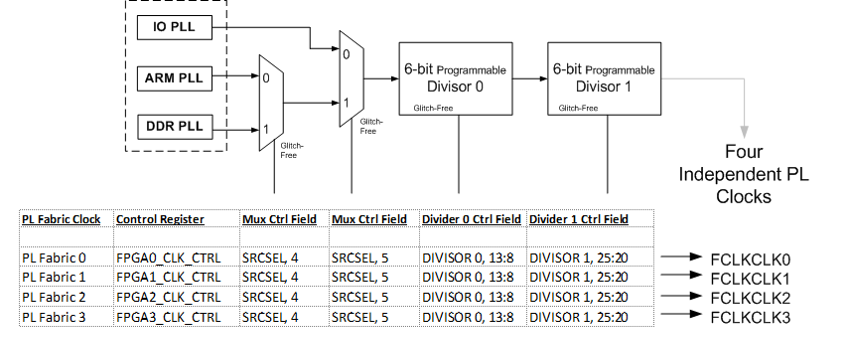 IO PLL
ARM PLL
DDR PLL
0
1
Glitch-
Free
0
1
Glitch-
Free
6-bit Programmable
Divisor 0
Glitch-Free
6-bit Programmable
Divisor 1
Glitch-Free
Four
Independent PL
Clocks
PL Fabric Clock Control Register Mux Ctrl Field Mux Ctrl Field Divider 0 Ctrl Field Divider 1 Ctrl Field
PL Fabric 0 FPGA0_CLK_CTRL SRCSEL, 4 SRCSEL, 5 DIVISOR 0, 13:8 DIVISOR 1, 25:20 FCLKCLK0
PL Fabric 1 FPGA1_CLK_CTRL SRCSEL, 4 SRCSEL, 5 DIVISOR 0, 13:8 DIVISOR 1, 25:20 FCLKCLK1
PL Fabric 2 FPGA2_CLK_CTRL SRCSEL, 4 SRCSEL, 5 DIVISOR 0, 13:8 DIVISOR 1, 25:20 FCLKCLK2
PL Fabric 3 FPGA3_CLK_CTRL SRCSEL, 4 SRCSEL, 5 DIVISOR 0, 13:8 DIVISOR 1, 25:20 FCLKCLK3